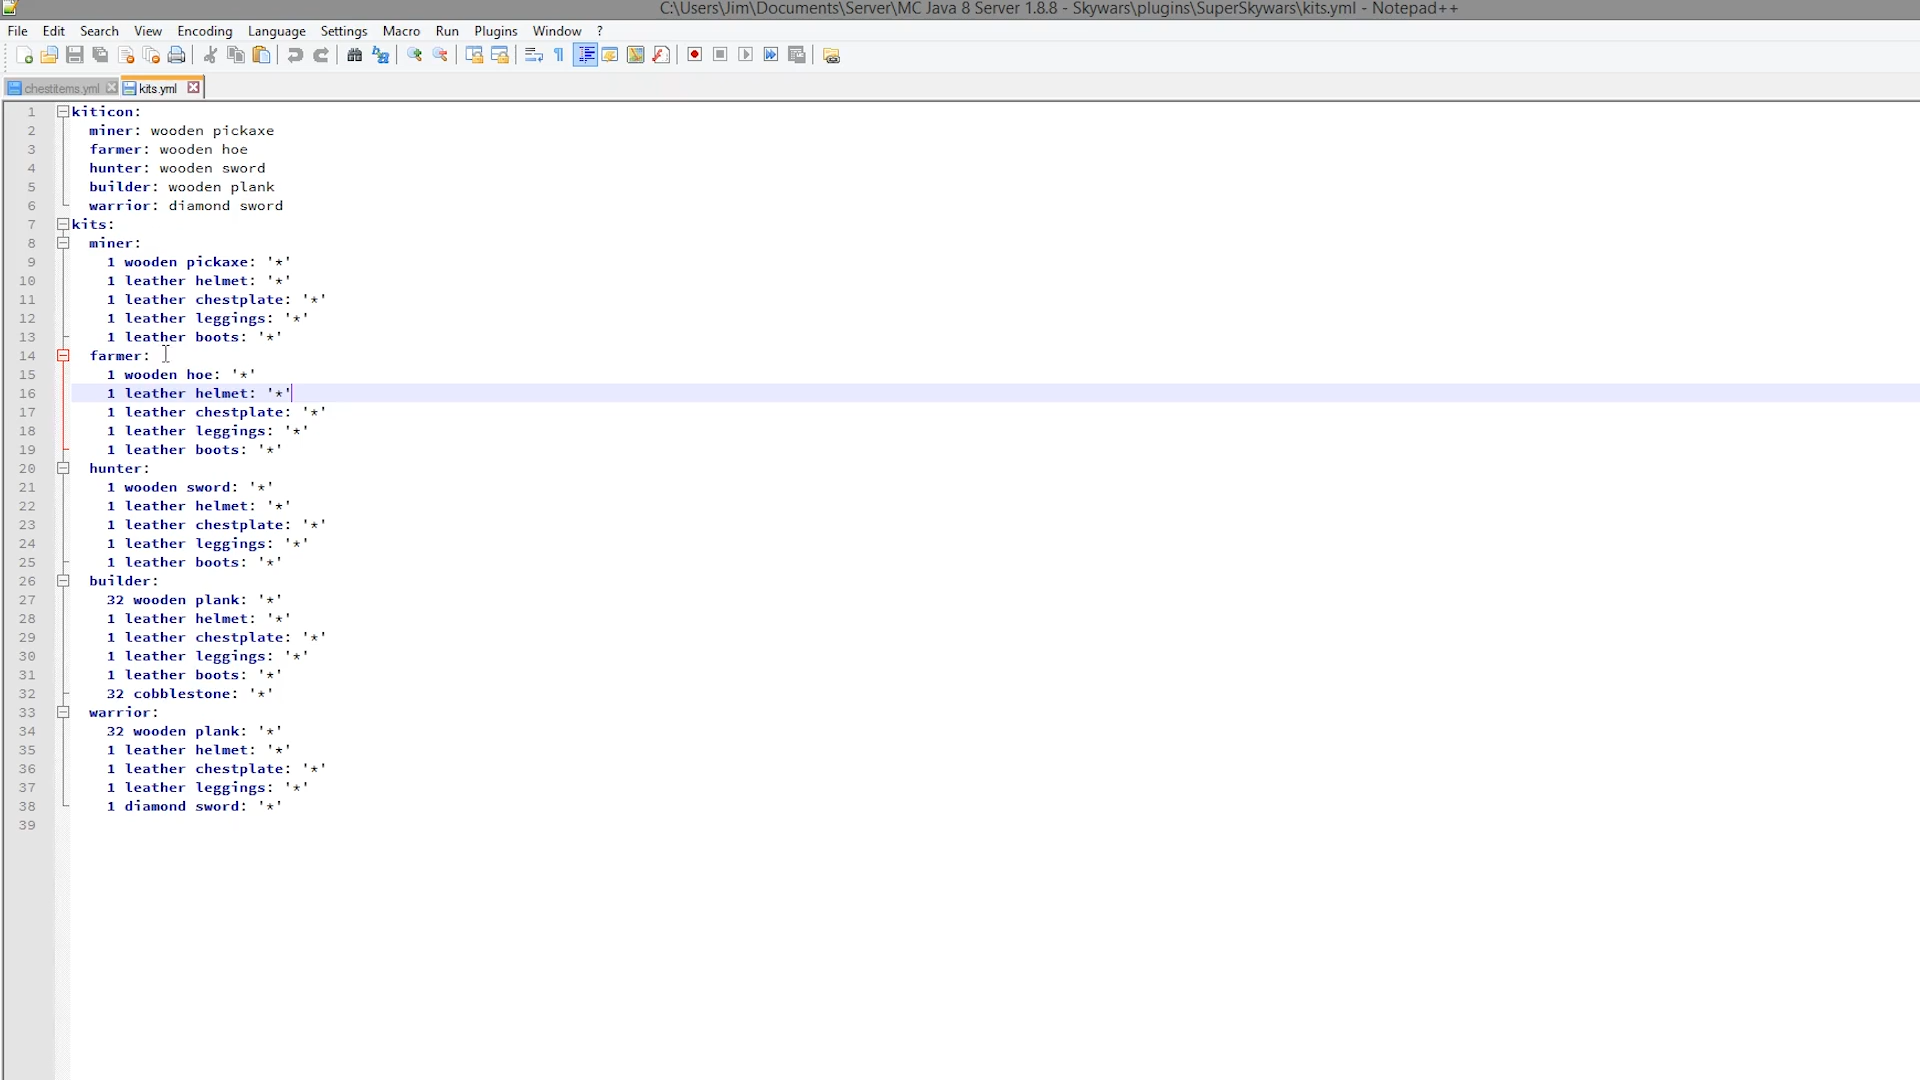 C:\Users\Jim\Documents\Server\MC Java 8 Server 1.8.8 - Skywars\plugins\SuperSkywars\kits.yml - Notepad++
File Edit Search View Encoding Language Settings Macro Run Plugins Window ?
chestitems.yml kits.yml
1 kiticon:
2 miner: wooden pickaxe
3 farmer: wooden hoe
4 hunter: wooden sword
5 builder: wooden plank
6 warrior: diamond sword
7 kits:
8 miner:
9 1 wooden pickaxe: '*'
10 1 leather helmet: '*'
11 1 leather chestplate: '*'
12 1 leather leggings: '*'
13 1 leather boots: '*'
14 farmer:
15 1 wooden hoe: '*'
16 1 leather helmet: '*'
17 1 leather chestplate: '*'
18 1 leather leggings: '*'
19 1 leather boots: '*'
20 hunter:
21 1 wooden sword: '*'
22 1 leather helmet: '*'
23 1 leather chestplate: '*'
24 1 leather leggings: '*'
25 1 leather boots: '*'
26 builder:
27 32 wooden plank: '*'
28 1 leather helmet: '*'
29 1 leather chestplate: '*'
30 1 leather leggings: '*'
31 1 leather boots: '*'
32 32 cobblestone: '*'
33 warrior:
34 32 wooden plank: '*'
35 1 leather helmet: '*'
36 1 leather chestplate: '*'
37 1 leather leggings: '*'
38 1 diamond sword: '*'
39